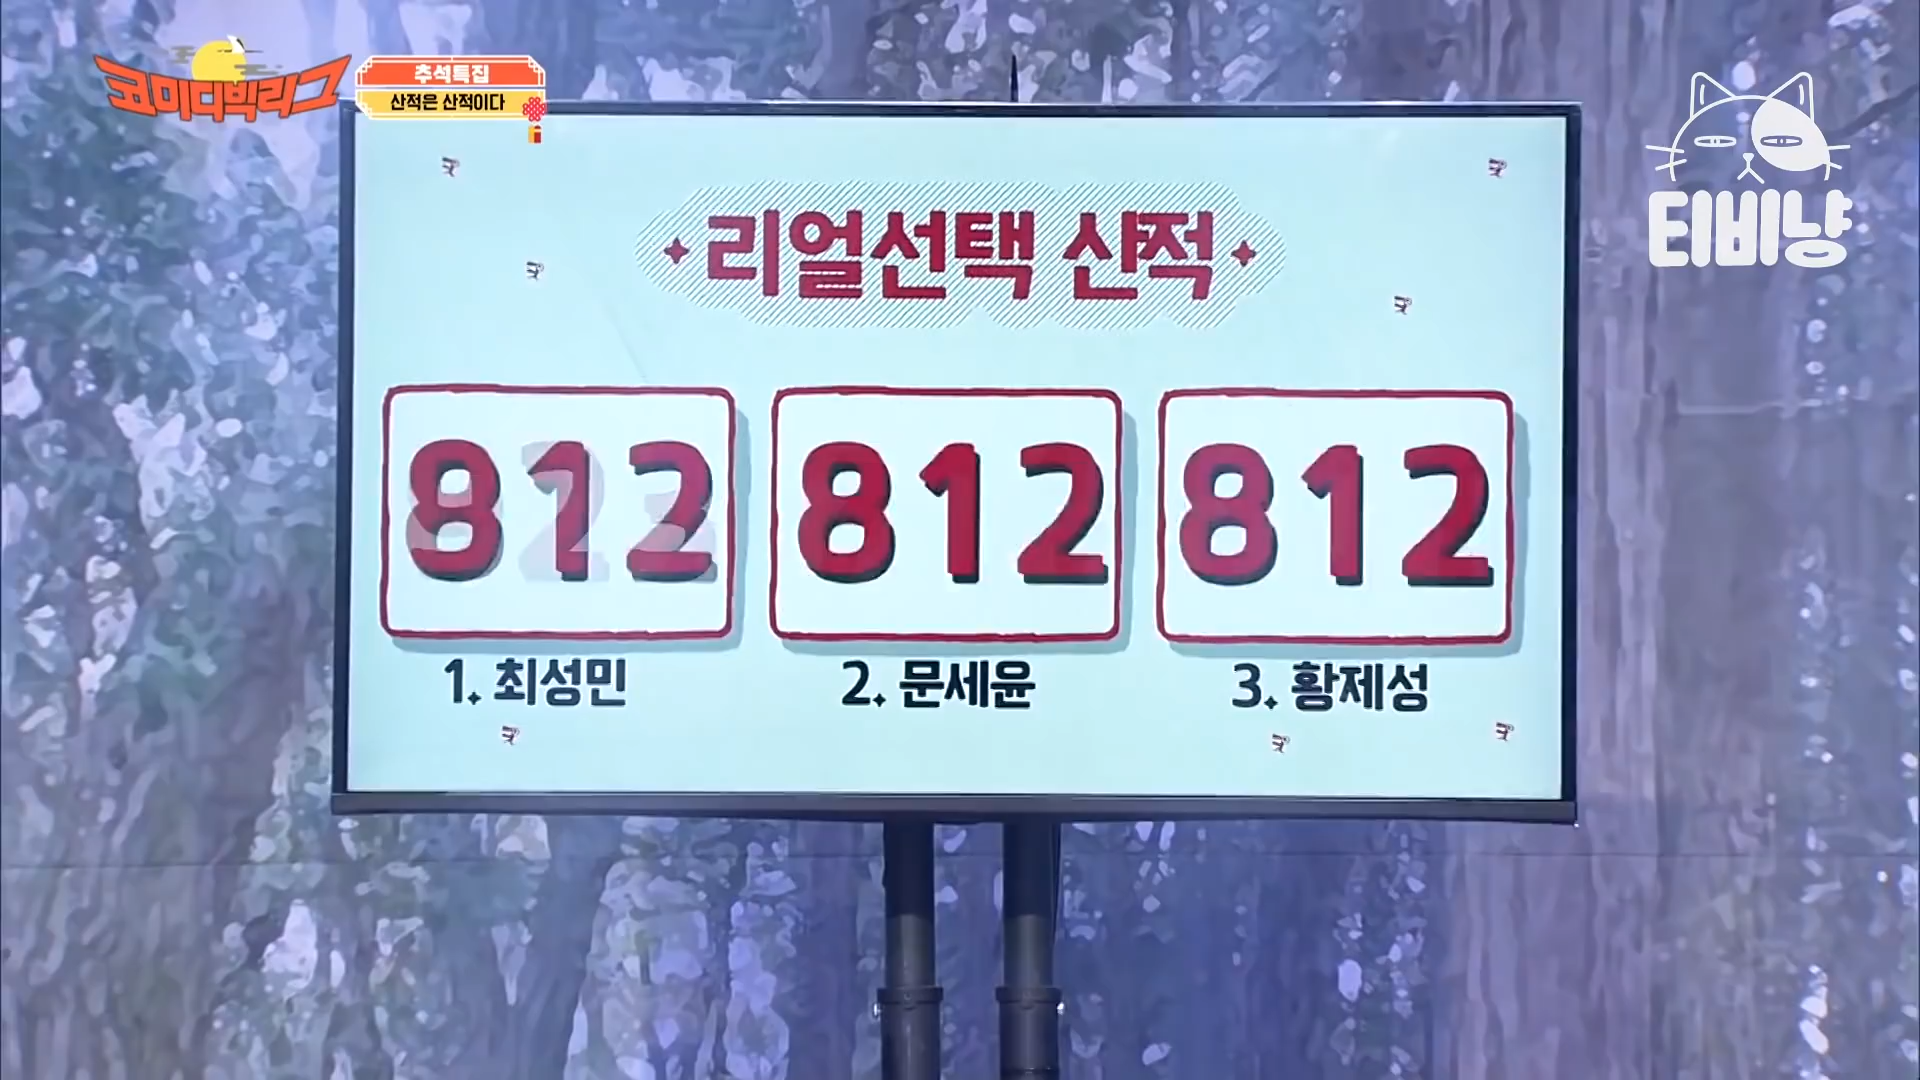 코미디빅리그
추석특집
산적은 산적이다
티비냥
리얼선택 산적
812 812 812
1. 최성민 2. 문세윤 3. 황제성